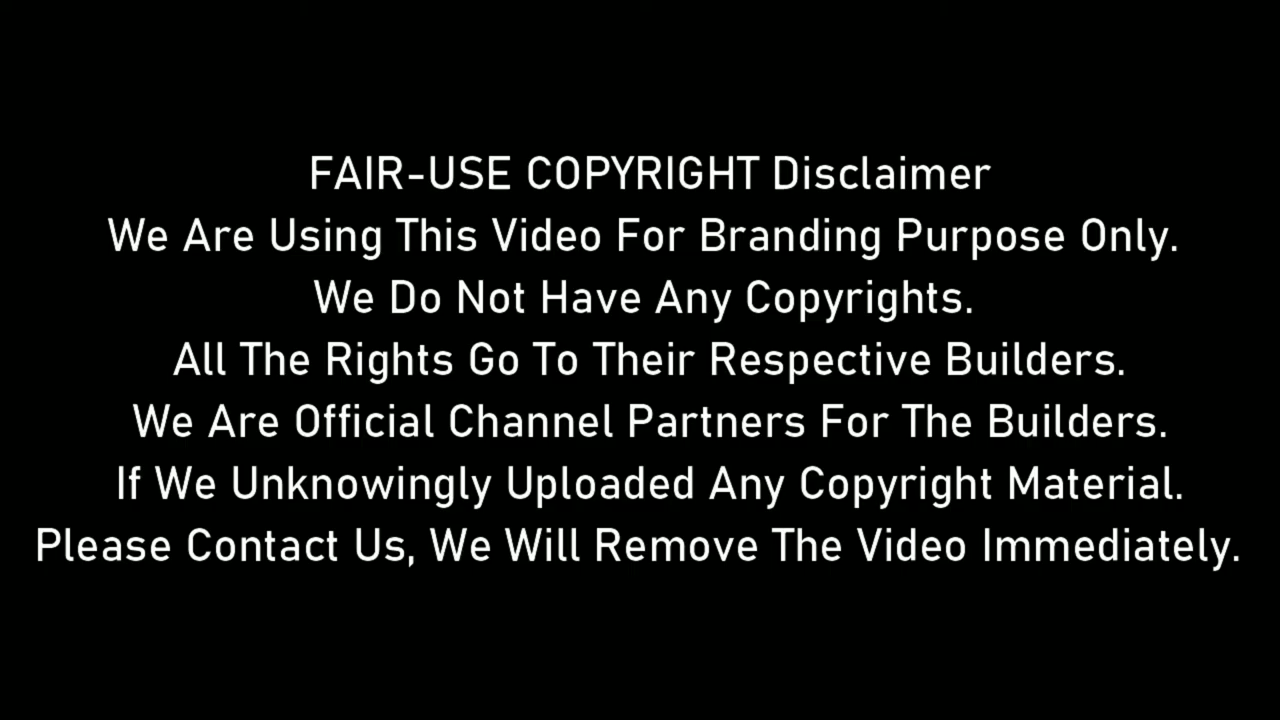 FAIR-USE COPYRIGHT Disclaimer
We Are Using This Video For Branding Purpose Only.
We Do Not Have Any Copyrights.
All The Rights Go To Their Respective Builders.
We Are Official Channel Partners For The Builders.
If We Unknowingly Uploaded Any Copyright Material.
Please Contact Us, We Will Remove The Video Immediately.